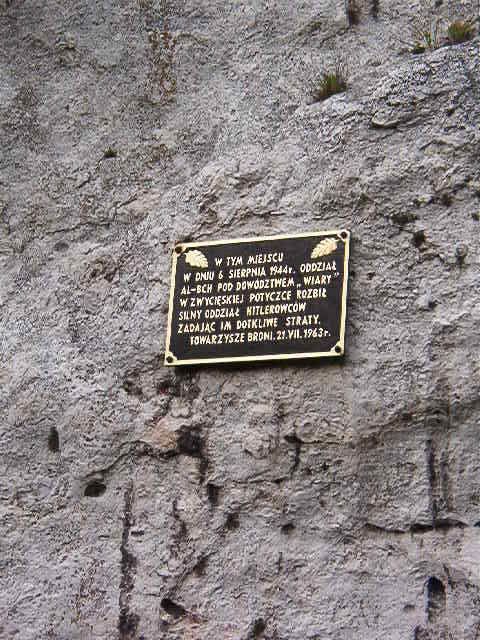 W TYM MIEJSCU
W DNIU 6 SIERPNIA 1944r. ODDZIAŁ
AL-BCH POD DOWÓDZTWEM „WIARY"
W ZWYCIĘSKIEJ POTYCZCE ROZBIŁ
SILNY ODDZIAŁ HITLEROWCÓW
ZADAJĄC IM DOTKLIWE STRATY.
TOWARZYSZE BRONI. 21.VII.1963r.